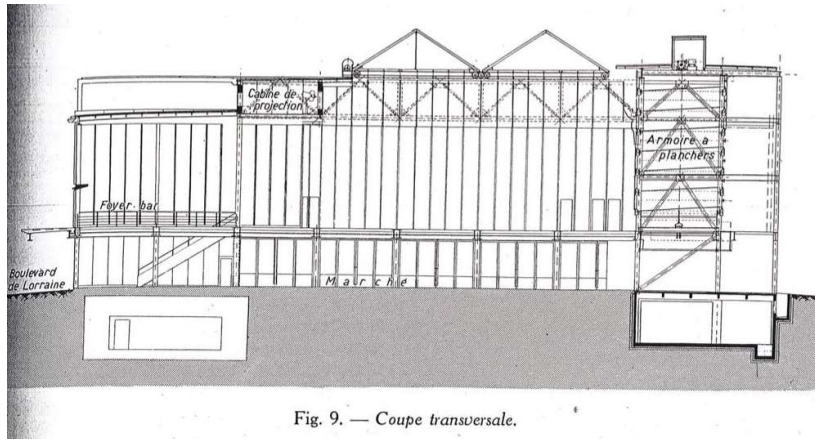 Cabine de
projection
Armoire a
planchers
Foyer-bar
Boulevard
de Lorraine
Marché
Fig. 9. — Coupe transversale.